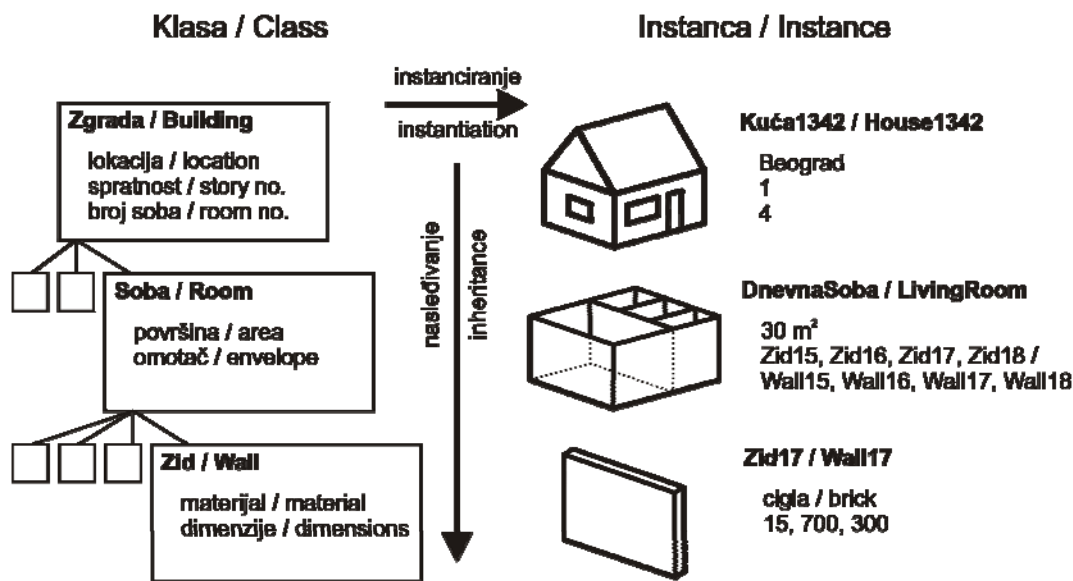 Klasa / Class
Instanca / Instance
instanciranje
instantiation
Zgrada / Building
lokacija / location
spratnost / story no.
broj soba / room no.
Kuća1342 / House1342
Beograd
1
4
nasleđivanje
inheritance
Soba / Room
površina / area
omotač / envelope
DnevnaSoba / LivingRoom
30 m²
Zid15, Zid16, Zid17, Zid18 /
Wall15, Wall16, Wall17, Wall18
Zid / Wall
materijal / material
dimenzije / dimensions
Zid17 / Wall17
cigla / brick
15, 700, 300